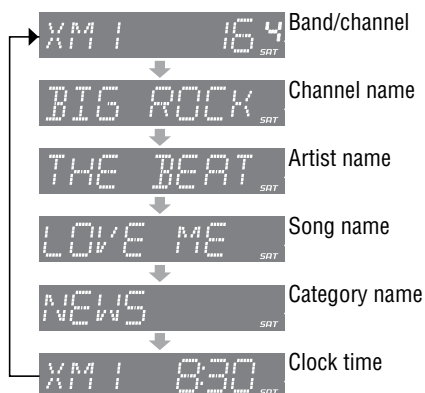 XM 1 164 SAT Band/channel
BIG ROCK SAT Channel name
THE BEAT SAT Artist name
LOVE ME SAT Song name
NEWS SAT Category name
XM 1 8:30 SAT Clock time